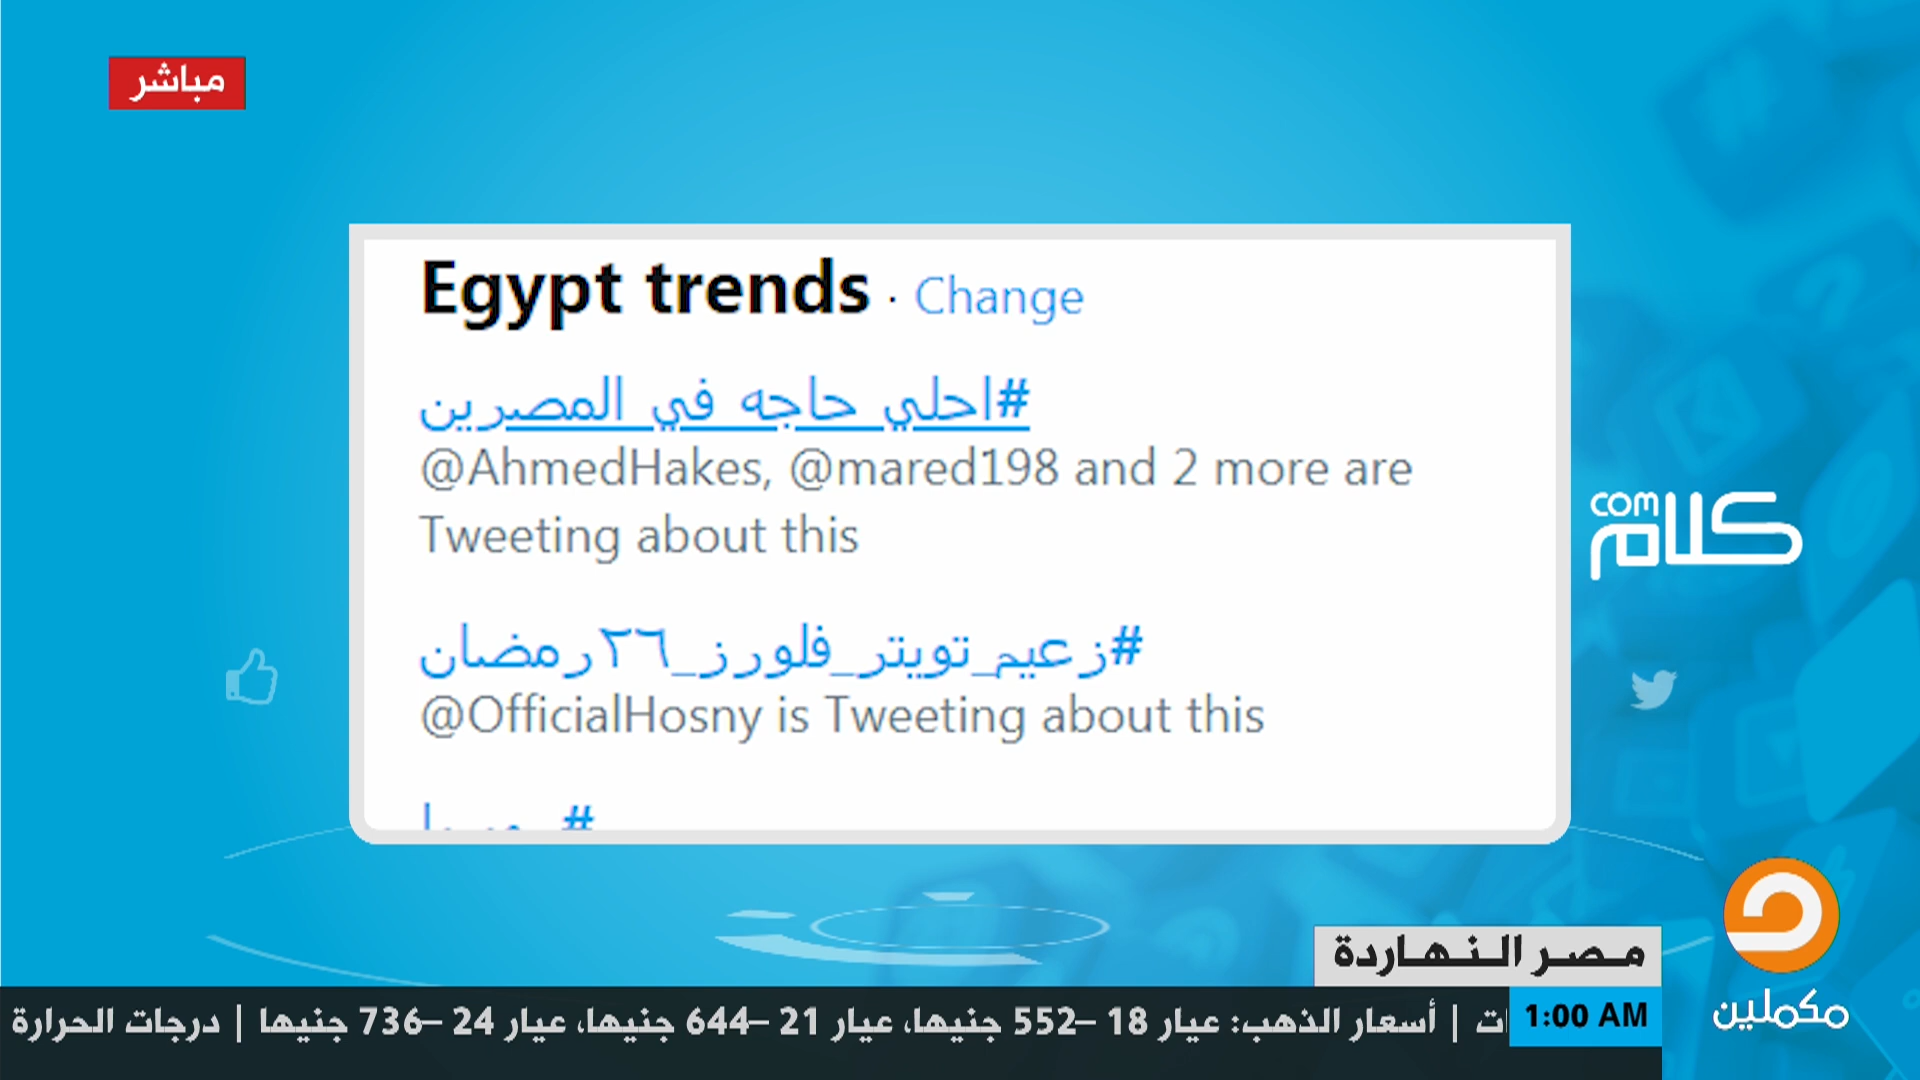 مباشر
Egypt trends · Change
#احلي_حاجه_في_المصرين
@AhmedHakes, @mared198 and 2 more are
Tweeting about this
#زعيم_تويتر_فلورز_٢٦رمضان
@OfficialHosny is Tweeting about this
كلام
COM
مصر النهاردة
1:00 AM
ات | أسعار الذهب: عيار 18 –552 جنيها، عيار 21 –644 جنيها، عيار 24 –736 جنيها | درجات الحرارة
مكملين